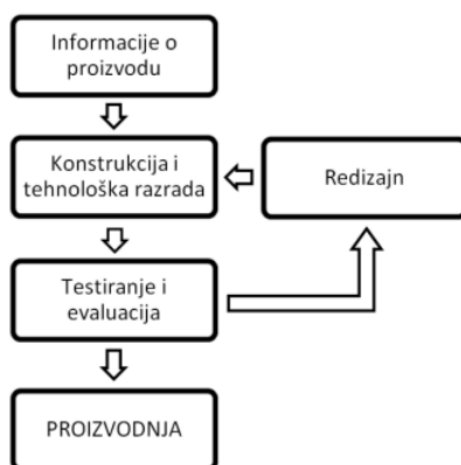 Informacije o
proizvodu
Konstrukcija i
tehnološka razrada
Redizajn
Testiranje i
evaluacija
PROIZVODNJA